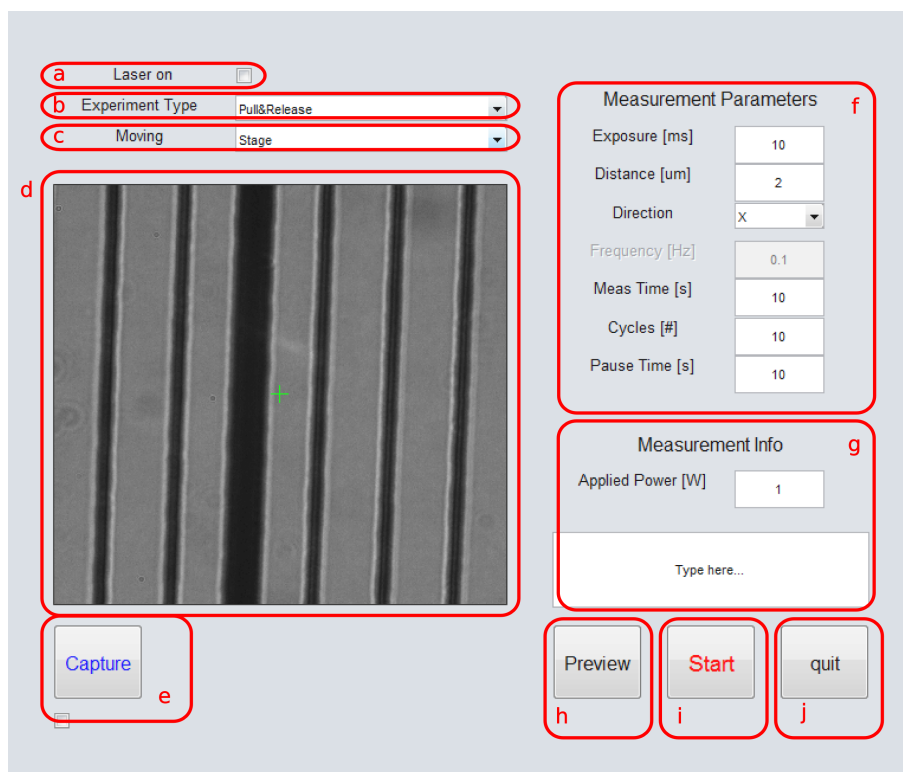 a Laser on
b Experiment Type Pull&Release
c Moving Stage
d
Capture
e
Measurement Parameters f
Exposure [ms] 10
Distance [um] 2
Direction X
Frequency [Hz] 0.1
Meas Time [s] 10
Cycles [#] 10
Pause Time [s] 10
Measurement Info g
Applied Power [W] 1
Type here...
Preview
h
Start
i
quit
j